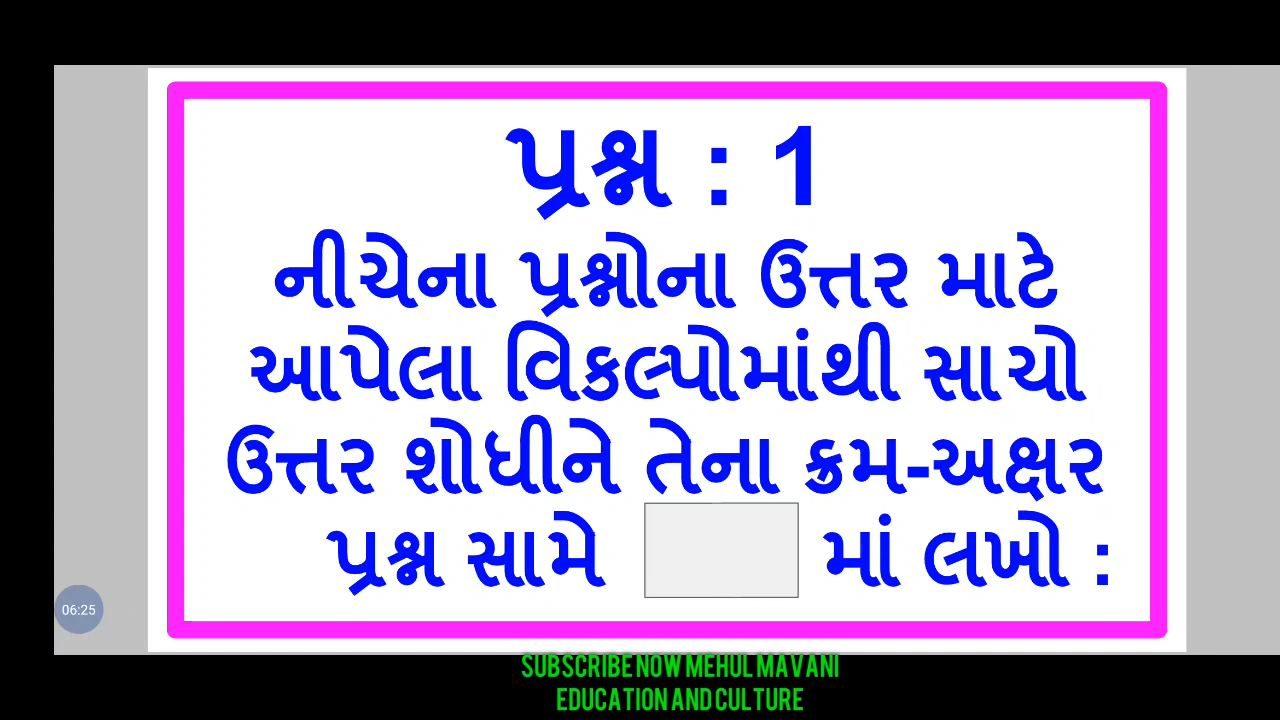 પ્રશ્ન : 1
નીચેના પ્રશ્નોના ઉત્તર માટે
આપેલા વિકલ્પોમાંથી સાચો
ઉત્તર શોધીને તેના ક્રમ-અક્ષર
પ્રશ્ન સામે માં લખો :
06:25
SUBSCRIBE NOW MEHUL MAVANI
EDUCATION AND CULTURE